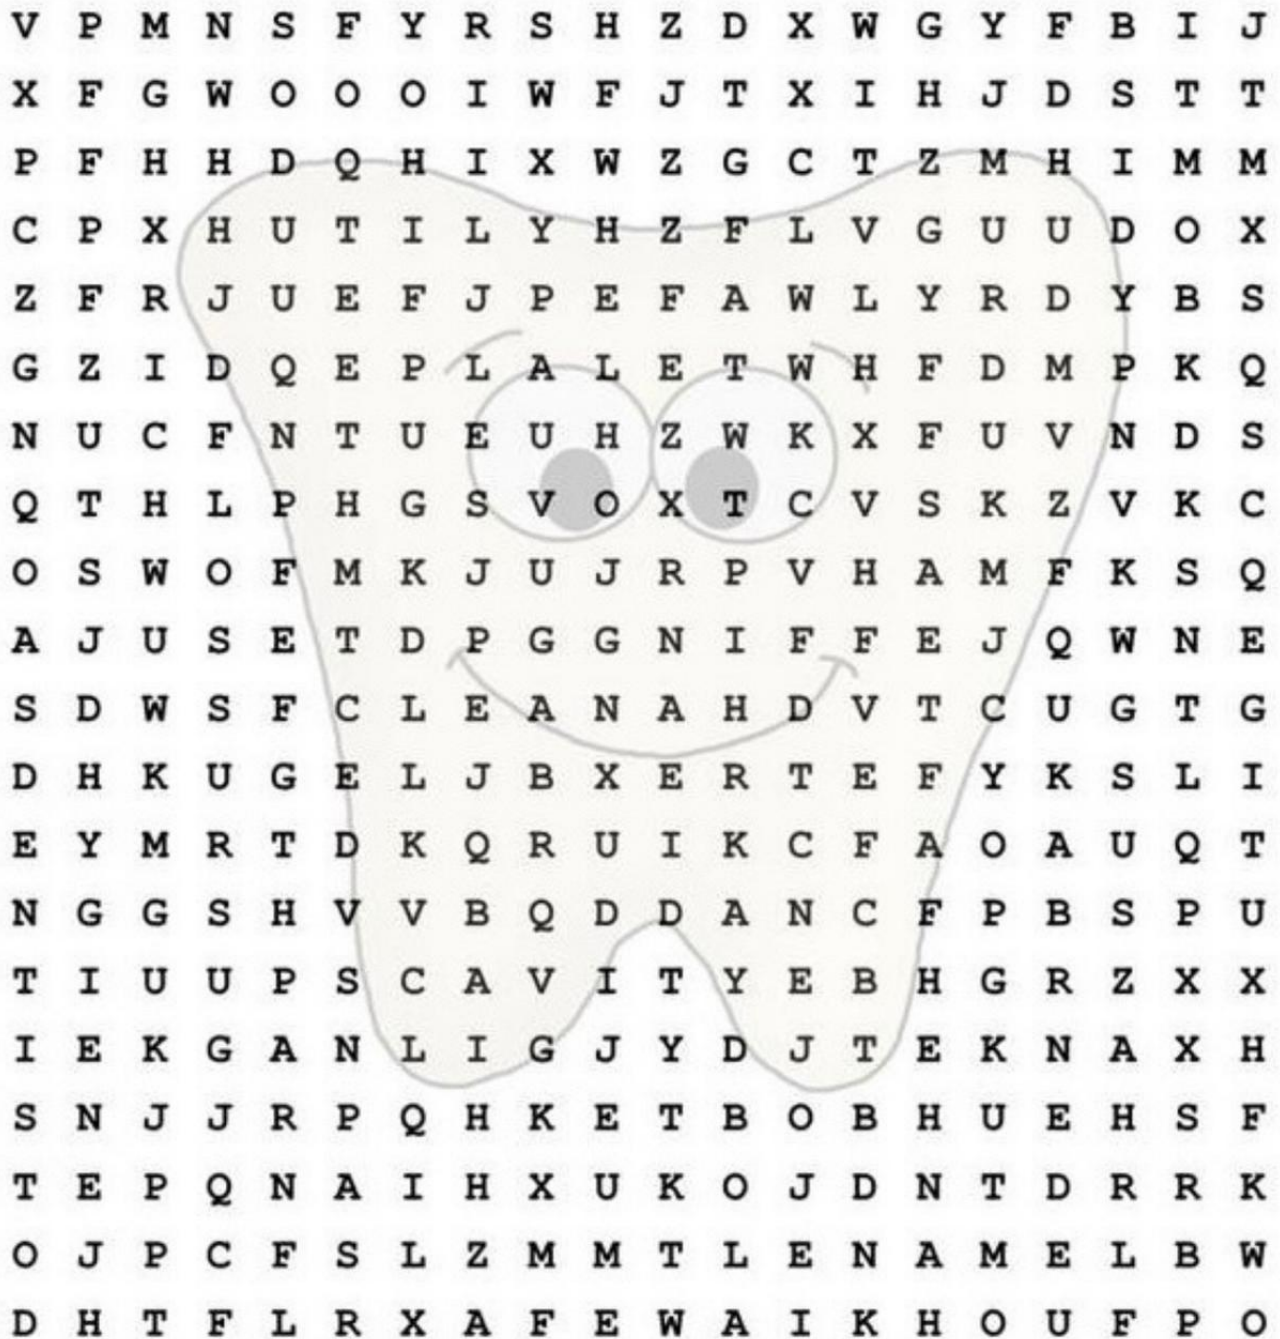 V P M N S F Y R S H Z D X W G Y F B I J
X F G W O O O I W F J T X I H J D S T T
P F H H D Q H I X W Z G C T Z M H I M M
C P X H U T I L Y H Z F L V G U U D O X
Z F R J U E F J P E F A W L Y R D Y B S
G Z I D Q E P L A L E T W H F D M P K Q
N U C F N T U E U H Z W K X F U V N D S
Q T H L P H G S V O X T C V S K Z V K C
O S W O F M K J U J R P V H A M F K S Q
A J U S E T D P G G N I F F E J Q W N E
S D W S F C L E A N A H D V T C U G T G
D H K U G E L J B X E R T E F Y K S L I
E Y M R T D K Q R U I K C F A O A U Q T
N G G S H V V B Q D D A N C F P B S P U
T I U U P S C A V I T Y E B H G R Z X X
I E K G A N L I G J Y D J T E K N A X H
S N J J R P Q H K E T B O B H U E H S F
T E P Q N A I H X U K O J D N T D R R K
O J P C F S L Z M M T L E N A M E L B W
D H T F L R X A F E W A I K H O U F P O